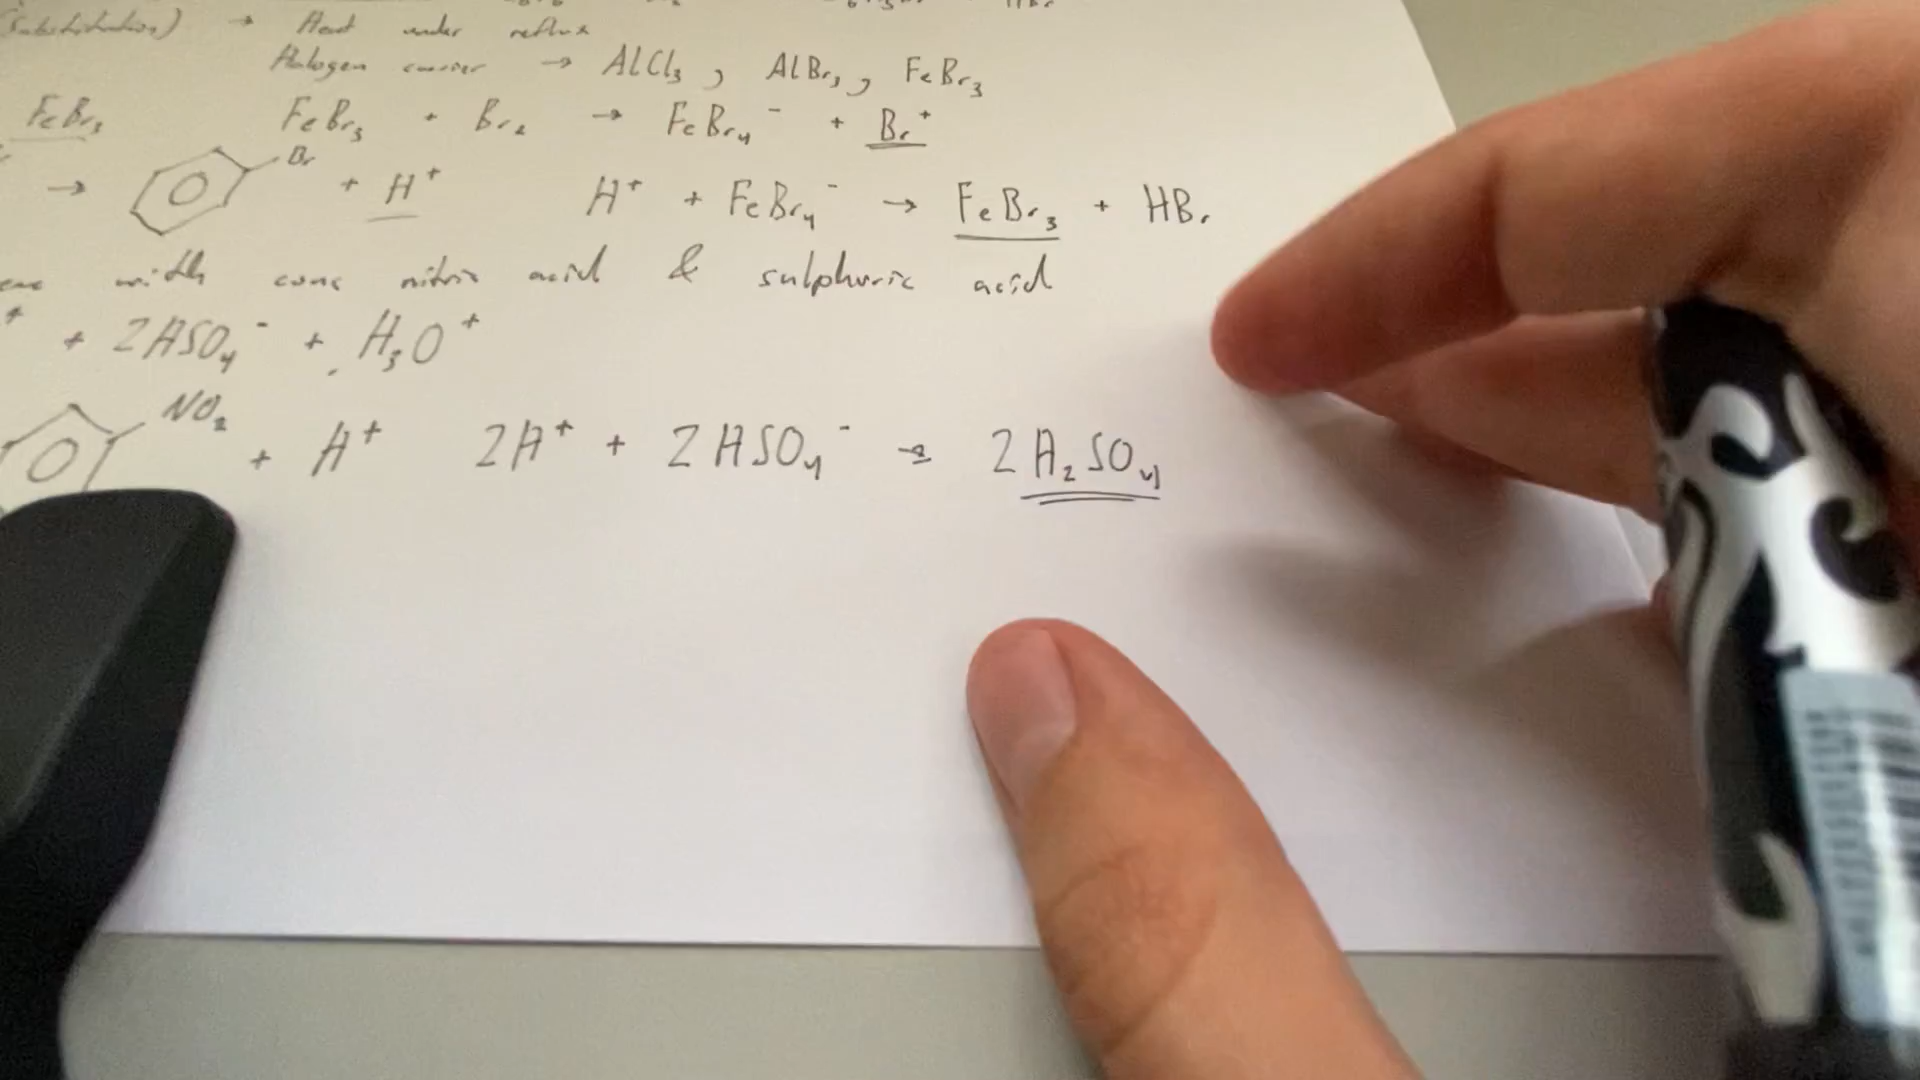 (substitution) → Heat under reflux
Halogen carrier → AlCl₃, AlBr₃, FeBr₃
FeBr₃ FeBr₃ + Br₂ → FeBr₄⁻ + Br⁺
→ Br + H⁺ H⁺ + FeBr₄⁻ → FeBr₃ + HBr
with conc nitric acid & sulphuric acid
⁺ + 2HSO₄⁻ + H₃O⁺
NO₂ + H⁺ 2H⁺ + 2HSO₄⁻ → 2H₂SO₄